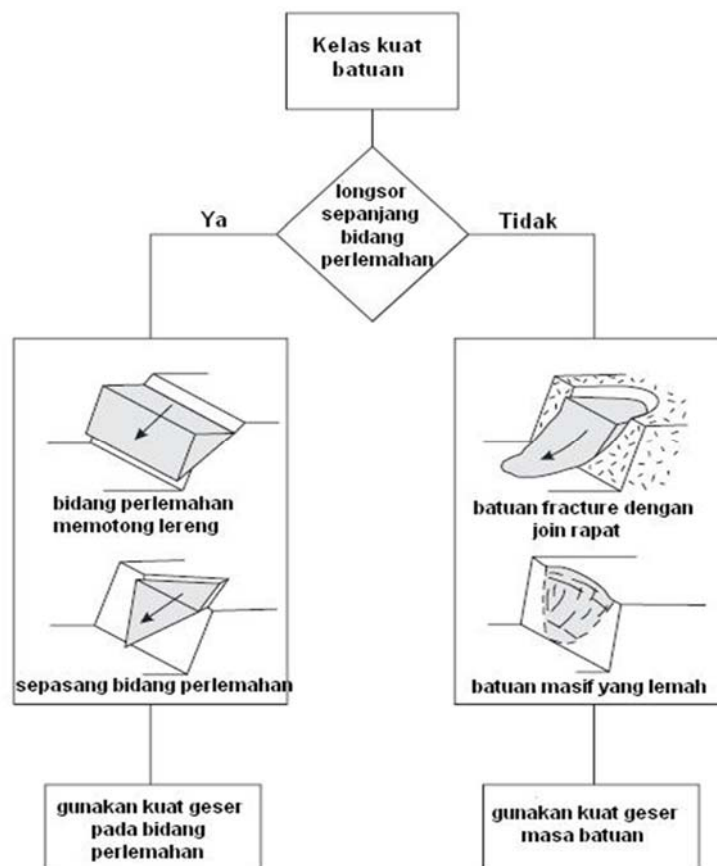 Kelas kuat
batuan
longsor
sepanjang
bidang
perlemahan
Ya
Tidak
bidang perlemahan
memotong lereng
sepasang bidang perlemahan
batuan fracture dengan
join rapat
batuan masif yang lemah
gunakan kuat geser
pada bidang
perlemahan
gunakan kuat geser
masa batuan